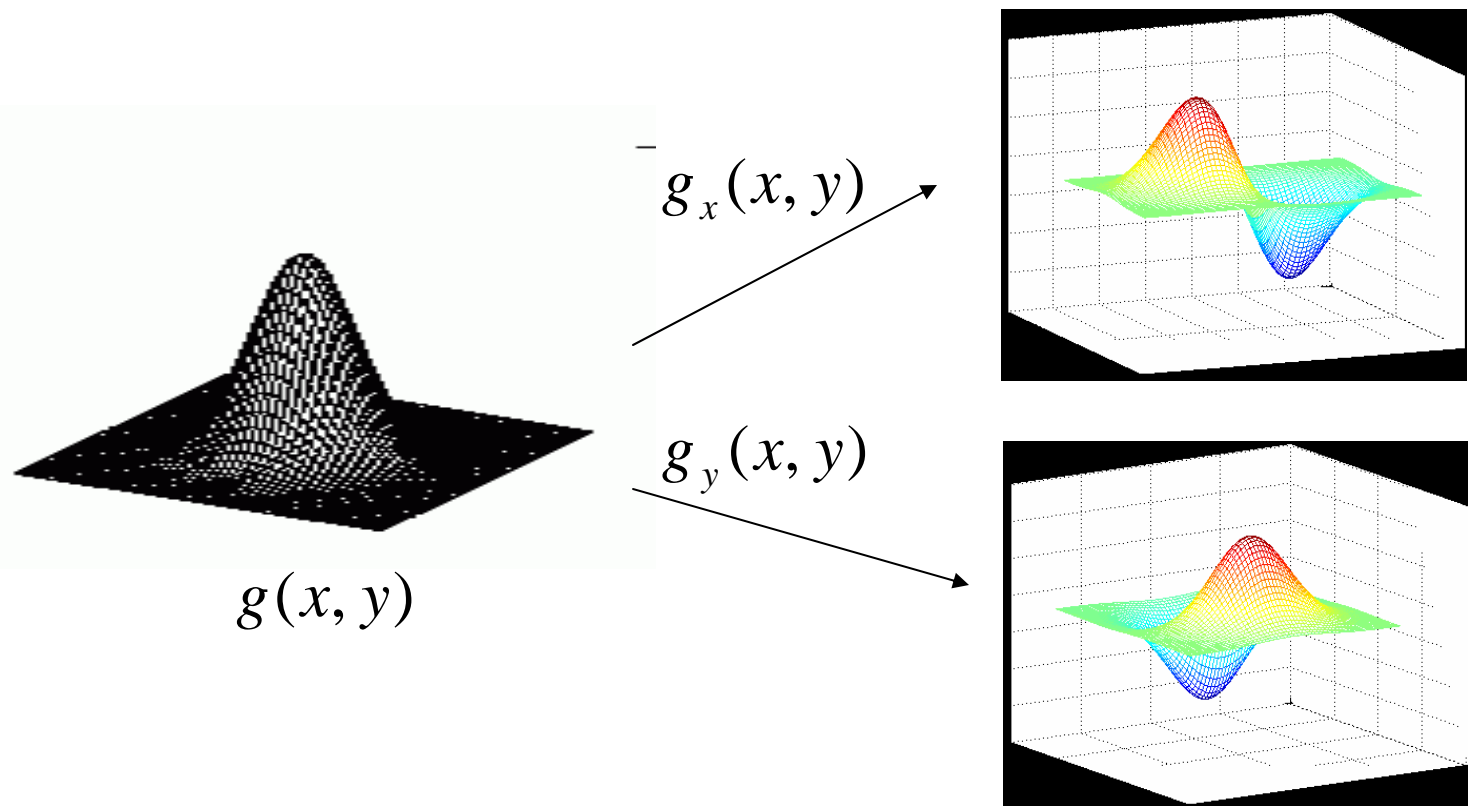 g_x(x, y)
g_y(x, y)
g(x, y)